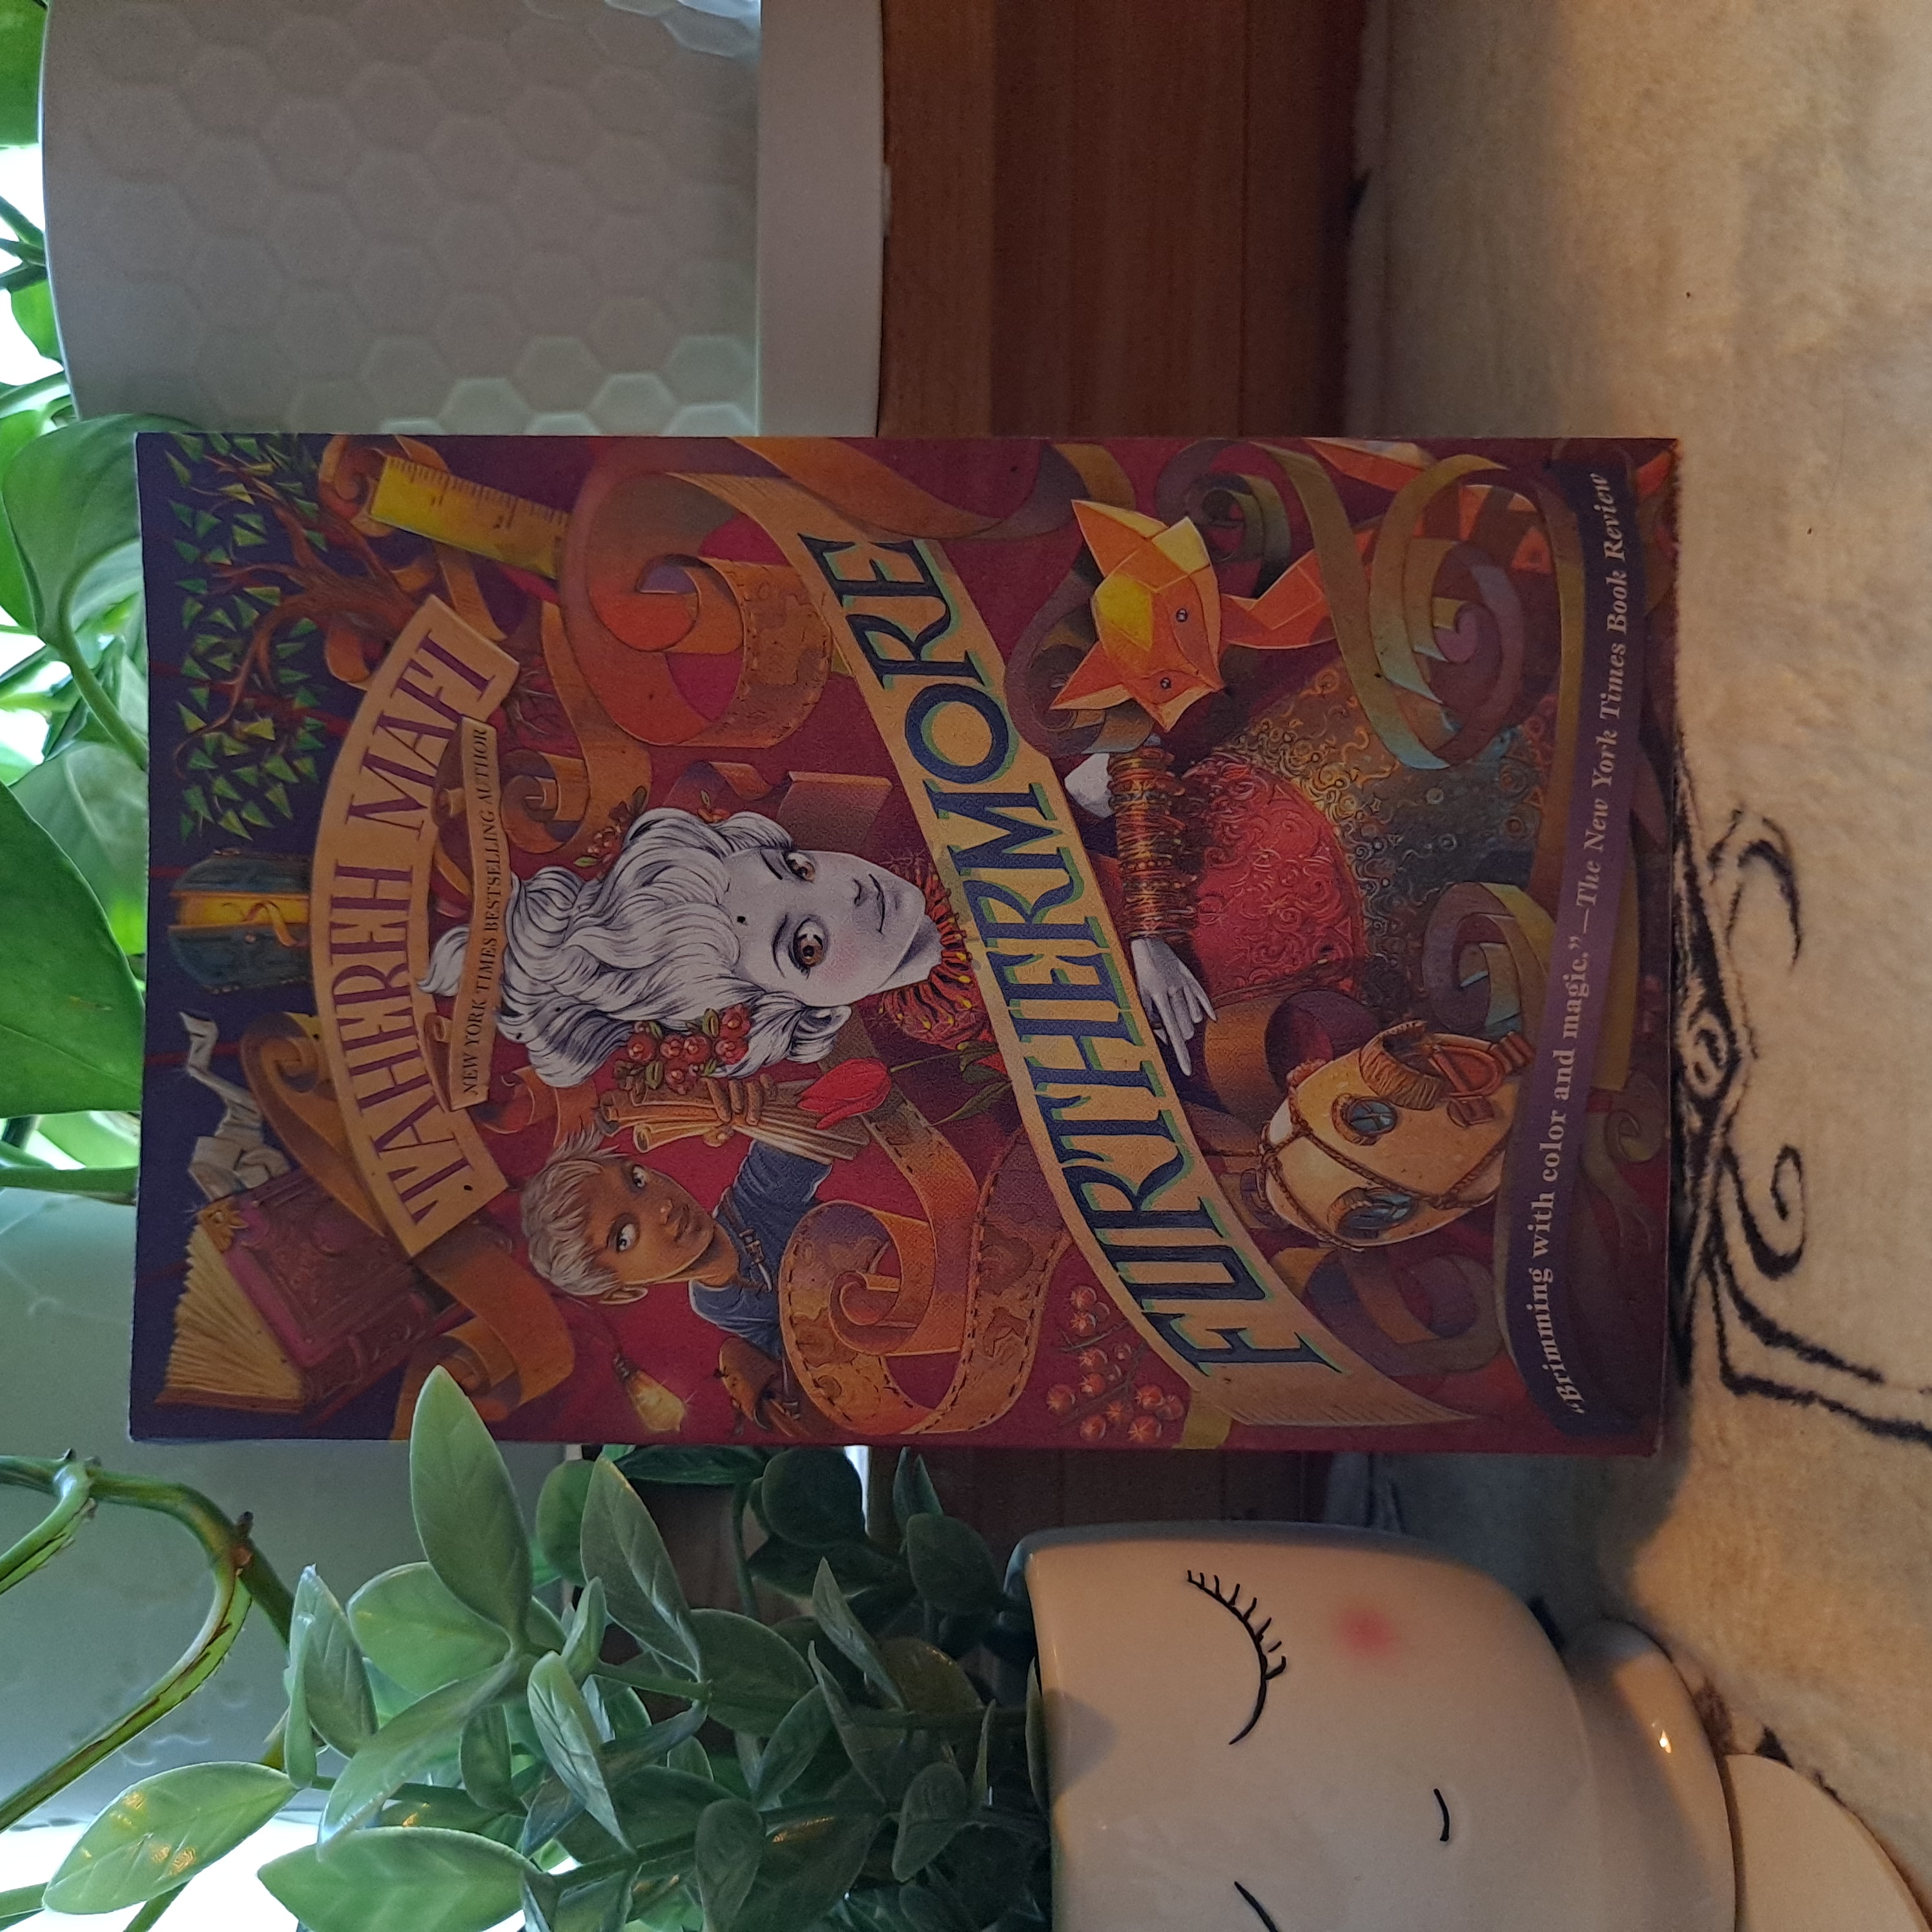 TAHEREH MAFI
NEW YORK TIMES BESTSELLING AUTHOR
FURTHERMORE
"Brimming with color and magic."—The New York Times Book Review